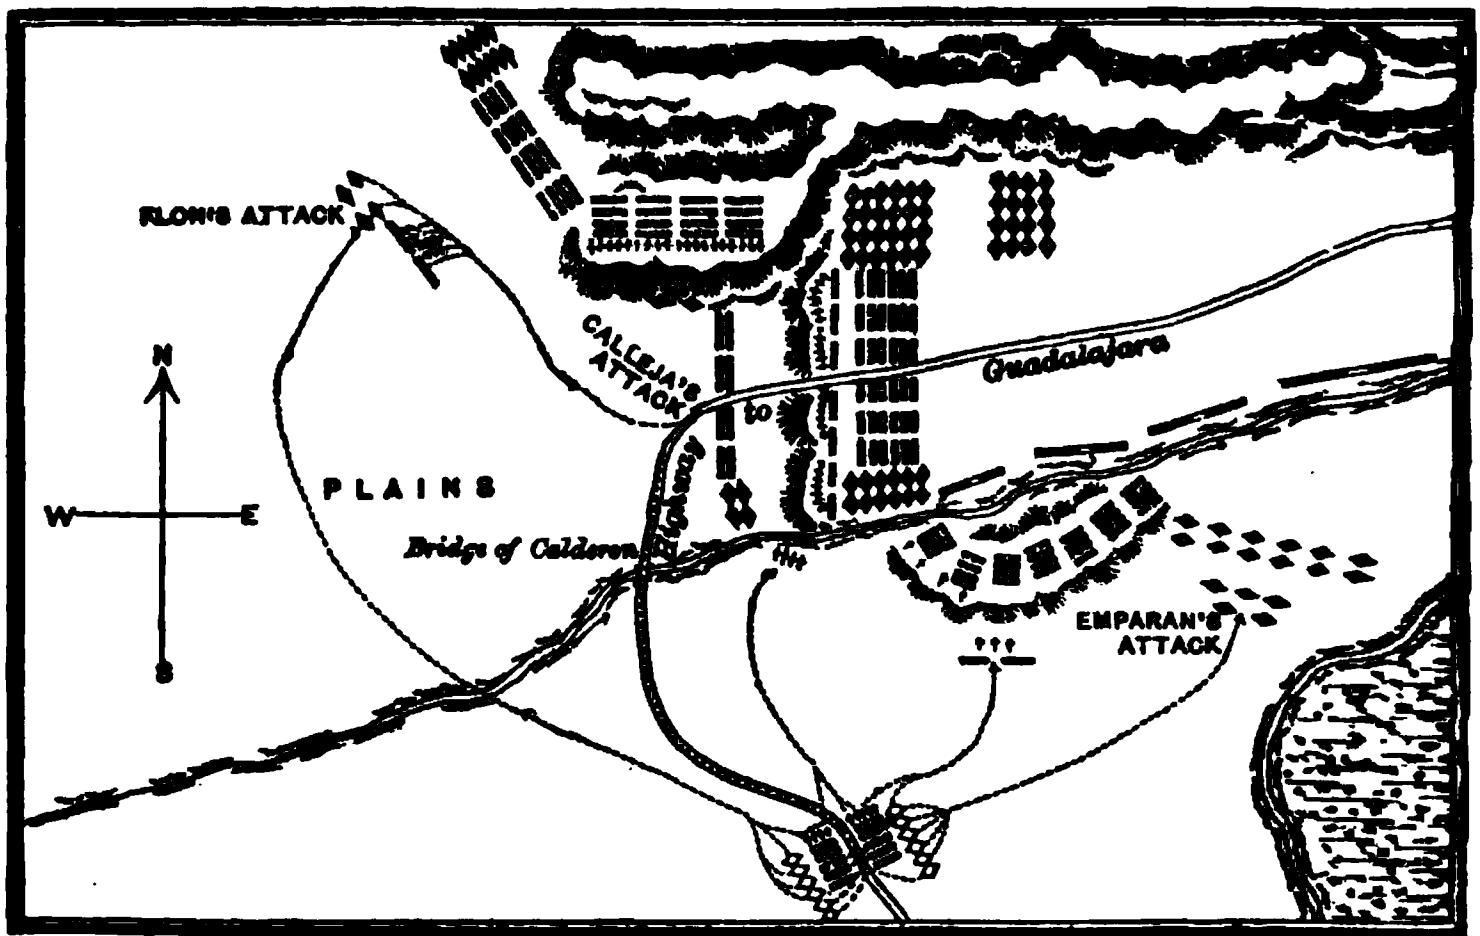 FLON'S ATTACK
CALLEJA'S
ATTACK
N
W E
S
PLAINS
Highway to Guadalajara
Bridge of Calderon
EMPARAN'S
ATTACK